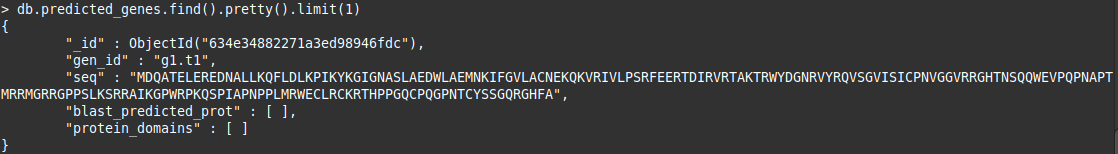 > db.predicted_genes.find().pretty().limit(1)
{
"_id" : ObjectId("634e34882271a3ed98946fdc"),
"gen_id" : "g1.t1",
"seq" : "MDQATELEREDNALLKQFLDLKPIKYKGIGNASLAEDWLAEMNKIFGVLACNEKQKVRIVLPSRFEERTDIRVRTAKTRWYDGNRVYRQVSGVISICPNVGGVRRGHTNSQQWEVPQPNAPT
MRRMGRRGPPSLKSRRAIKGPWRPKQSPIAPNPPLMRWECLRCKRTHPPGQCPQGPNTCYSSGQRGHFA",
"blast_predicted_prot" : [ ],
"protein_domains" : [ ]
}